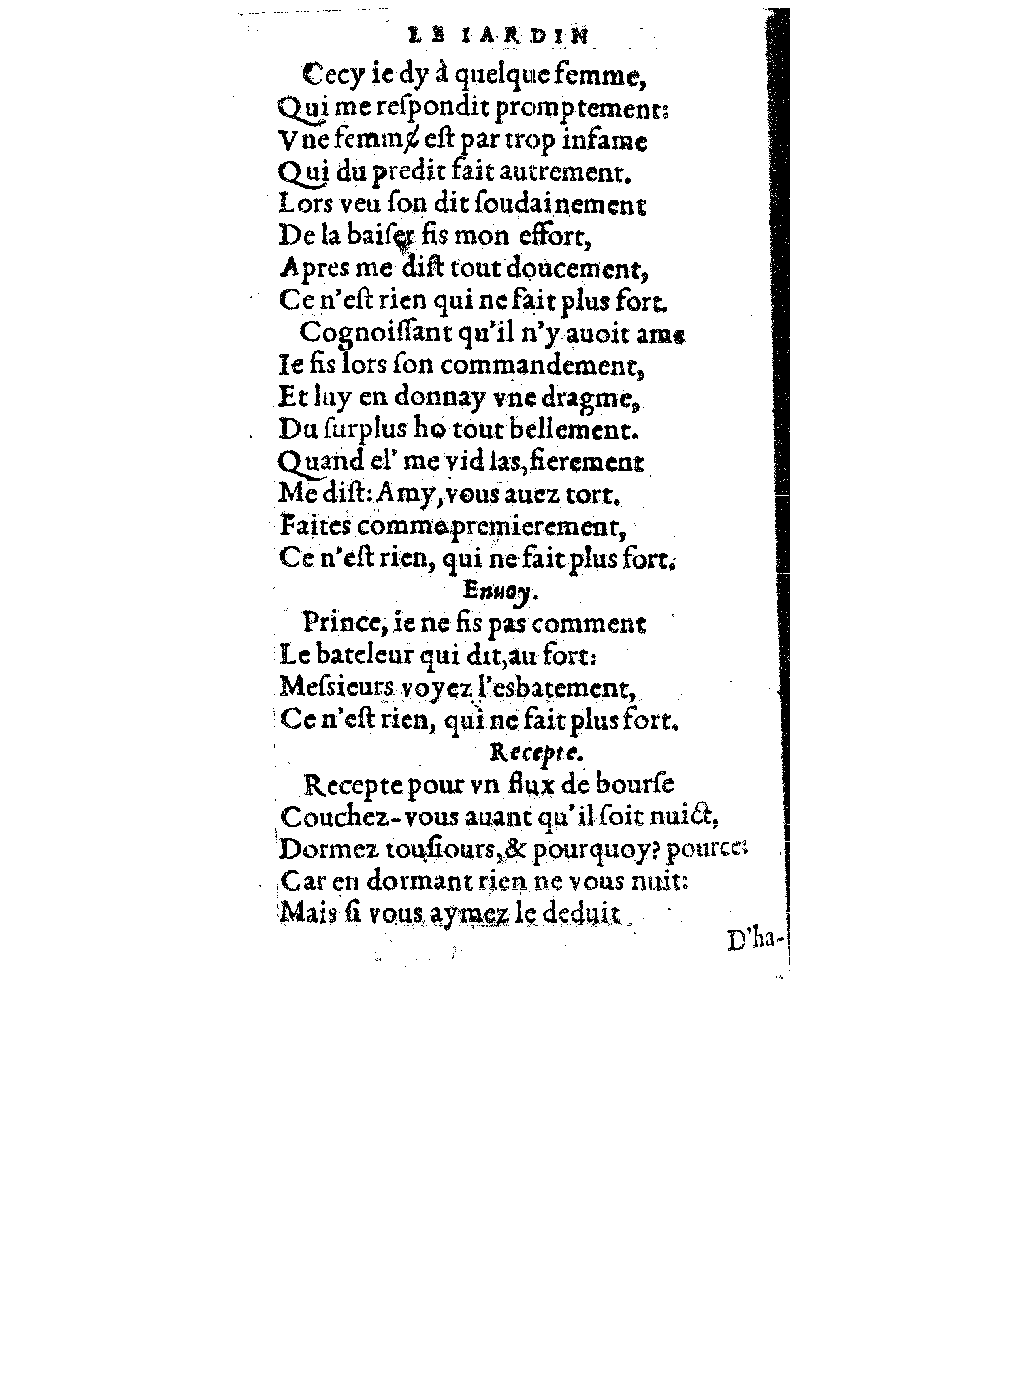 LE IARDIN
Cecy ie dy à quelque femme,
Qui me reſpondit promptement:
Vne femmɇ eſt par trop infame
Qui du predit fait autrement.
Lors veu ſon dit ſoudainement
De la baiſer fis mon effort,
Apres me diſt tout doucement,
Ce n'eſt rien qui ne fait plus fort.
Cognoiſſant qu'il n'y auoit ame
Ie fis lors ſon commandement,
Et luy en donnay vne dragme,
Du ſurplus ho tout bellement.
Quand el' me vid las, fierement
Me diſt: Amy, vous auez tort.
Faites comme premierement,
Ce n'eſt rien, qui ne fait plus fort.
Enuoy.
Prince, ie ne fis pas comment
Le bateleur qui dit, au fort:
Meſsieurs voyez l'esbatement,
Ce n'eſt rien, qui ne fait plus fort.
Recepte.
Recepte pour vn flux de bourſe
Couchez-vous auant qu'il ſoit nuict,
Dormez touſiours, & pourquoy? pource:
Car en dormant rien ne vous nuit:
Mais ſi vous aymez le deduit
D'ha-